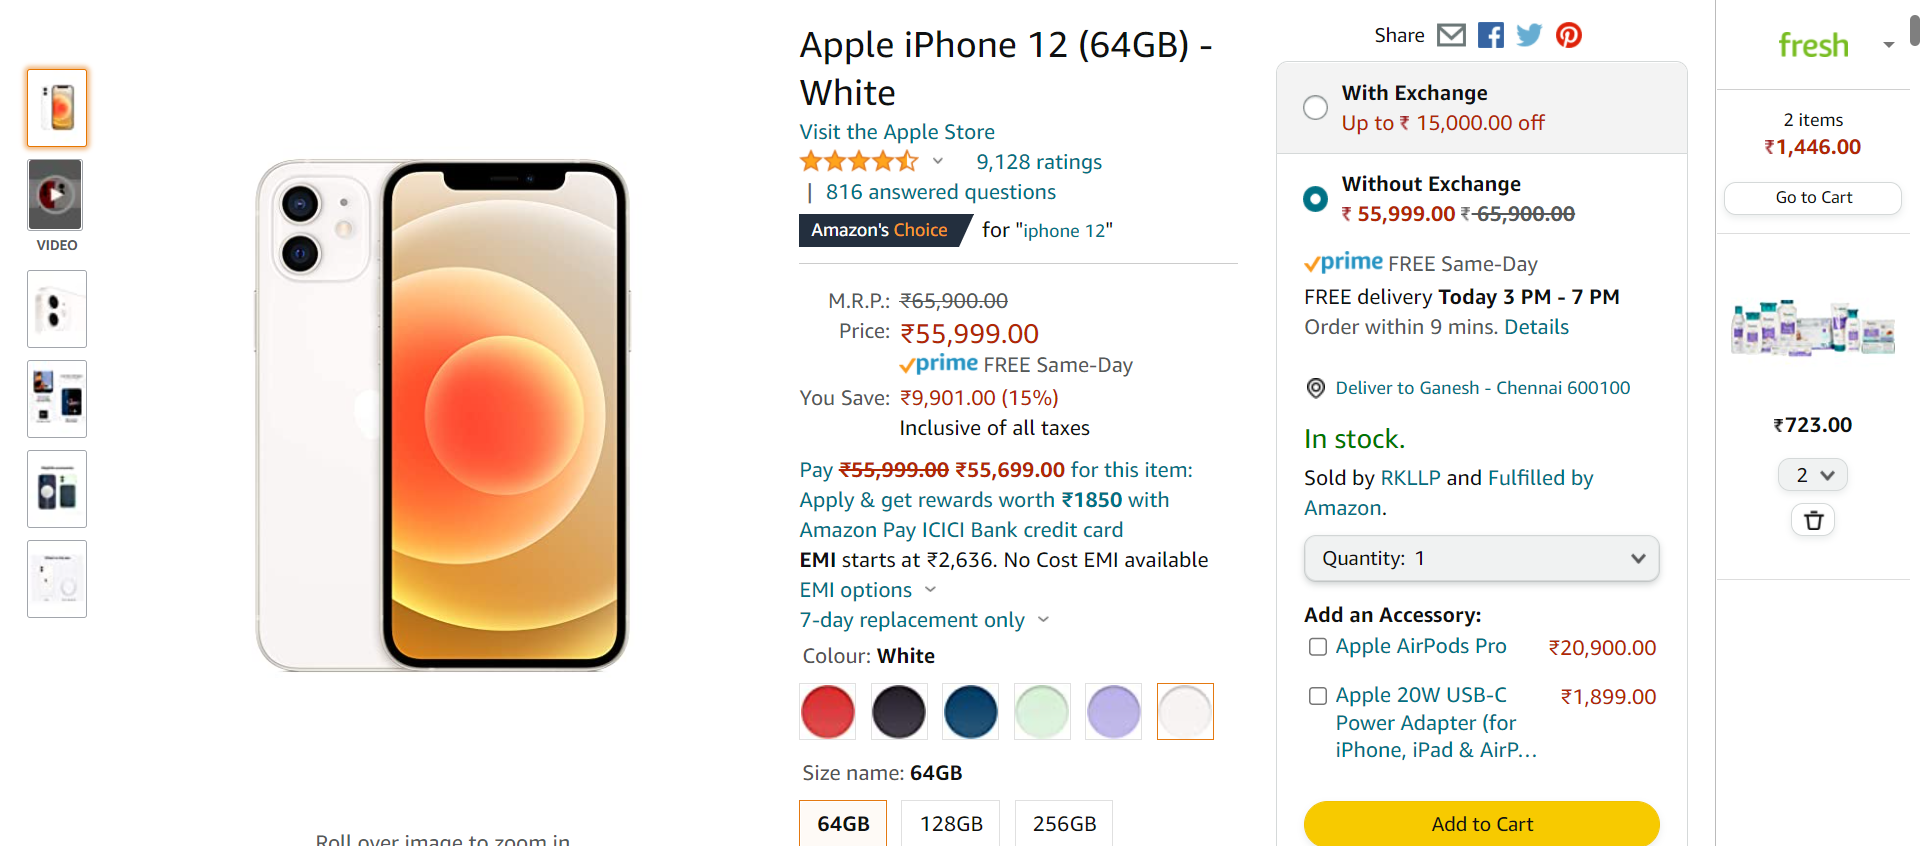 VIDEO
Roll over image to zoom in
Apple iPhone 12 (64GB) -
White
Visit the Apple Store
9,128 ratings
| 816 answered questions
Amazon's Choice for "iphone 12"
M.R.P.: ₹65,900.00
Price: ₹55,999.00
prime FREE Same-Day
You Save: ₹9,901.00 (15%)
Inclusive of all taxes
Pay ₹55,999.00 ₹55,699.00 for this item:
Apply & get rewards worth ₹1850 with
Amazon Pay ICICI Bank credit card
EMI starts at ₹2,636. No Cost EMI available
EMI options
7-day replacement only
Colour: White
Size name: 64GB
64GB 128GB 256GB
Share
With Exchange
Up to ₹ 15,000.00 off
Without Exchange
₹ 55,999.00 ₹ 65,900.00
prime FREE Same-Day
FREE delivery Today 3 PM - 7 PM
Order within 9 mins. Details
Deliver to Ganesh - Chennai 600100
In stock.
Sold by RKLLP and Fulfilled by
Amazon.
Quantity: 1
Add an Accessory:
Apple AirPods Pro ₹20,900.00
Apple 20W USB-C ₹1,899.00
Power Adapter (for
iPhone, iPad & AirP...
Add to Cart
fresh
2 items
₹1,446.00
Go to Cart
₹723.00
2